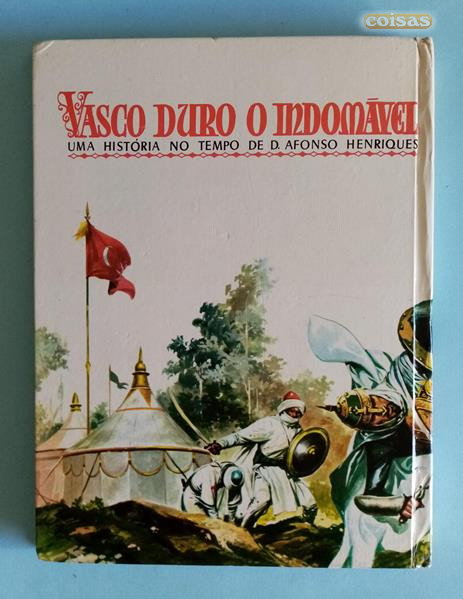 coisas
VASCO DURO O INDOMÁVEL
UMA HISTÓRIA NO TEMPO DE D. AFONSO HENRIQUES